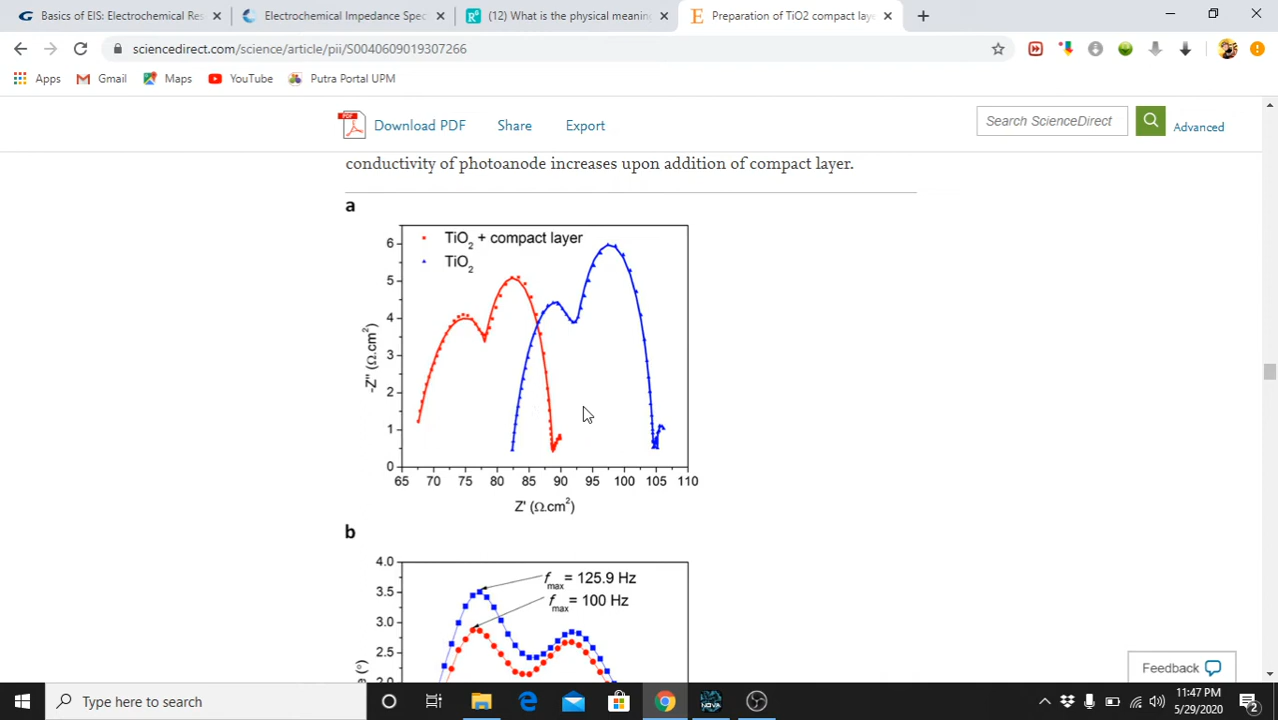 Basics of EIS: Electrochemical Res
Electrochemical Impedance Spec
(12) What is the physical meaning
Preparation of TiO2 compact laye
sciencedirect.com/science/article/pii/S0040609019307266
Apps
Gmail
Maps
YouTube
Putra Portal UPM
Download PDF
Share
Export
Search ScienceDirect
Advanced
conductivity of photoanode increases upon addition of compact layer.
a
TiO2 + compact layer
TiO2
6
5
4
3
2
1
0
-Z" (Ω.cm²)
65 70 75 80 85 90 95 100 105 110
Z' (Ω.cm²)
b
4.0
3.5
3.0
2.5
fmax= 125.9 Hz
fmax= 100 Hz
Feedback
Type here to search
NOVA
11:47 PM
5/29/2020
2